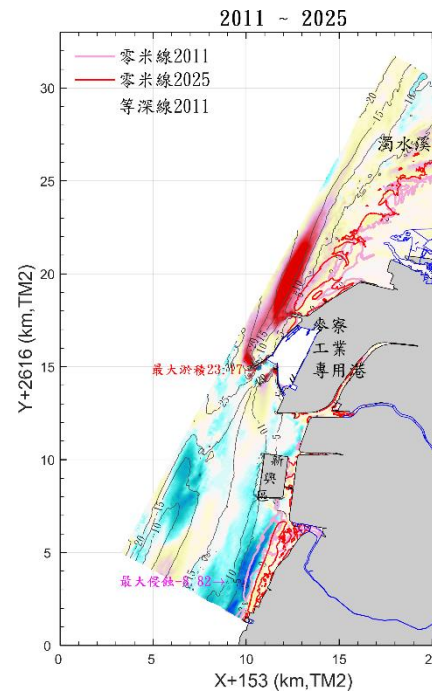 2011 ~ 2025
零米線2011
零米線2025
等深線2011
濁水溪
麥寮
工業
專用港
最大淤積23.27
新
興
區
最大侵蝕-8.82→
Y+2616 (km,TM2)
30
25
20
15
10
5
0
0
5
10
15
20
X+153 (km,TM2)